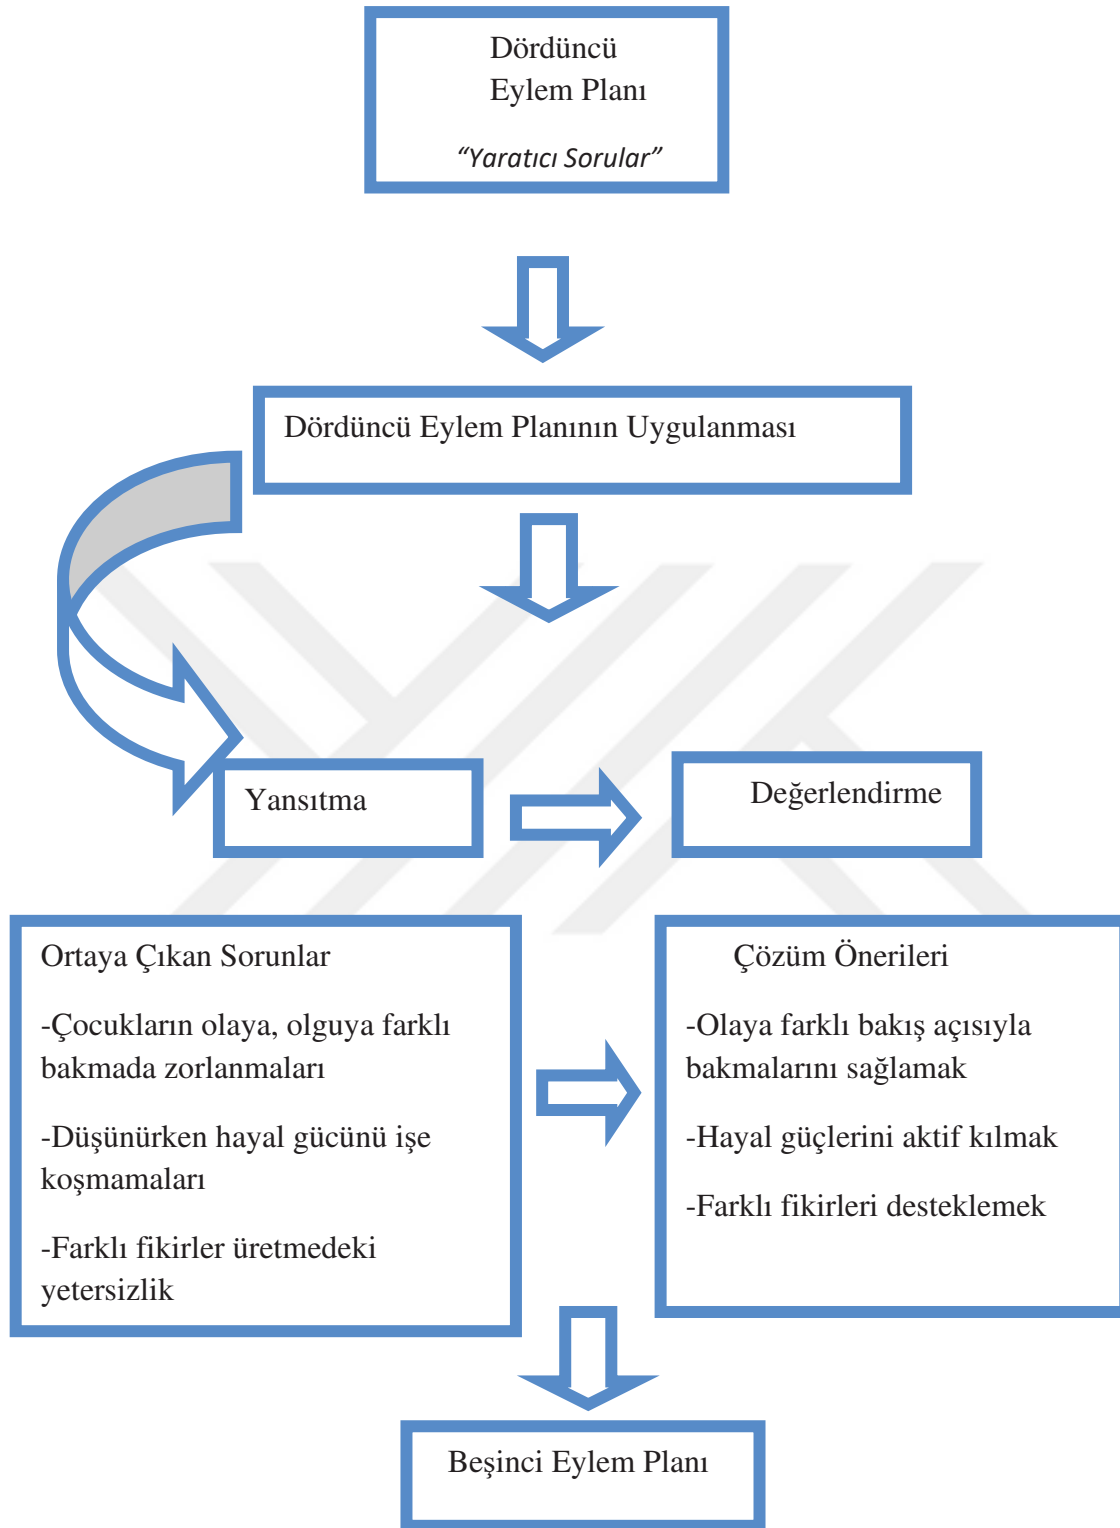 Dördüncü
Eylem Planı
“Yaratıcı Sorular”
Dördüncü Eylem Planının Uygulanması
Yansıtma
Değerlendirme
Ortaya Çıkan Sorunlar
-Çocukların olaya, olguya farklı
bakmada zorlanmaları
-Düşünürken hayal gücünü işe
koşmamaları
-Farklı fikirler üretmedeki
yetersizlik
Çözüm Önerileri
-Olaya farklı bakış açısıyla
bakmalarını sağlamak
-Hayal güçlerini aktif kılmak
-Farklı fikirleri desteklemek
Beşinci Eylem Planı